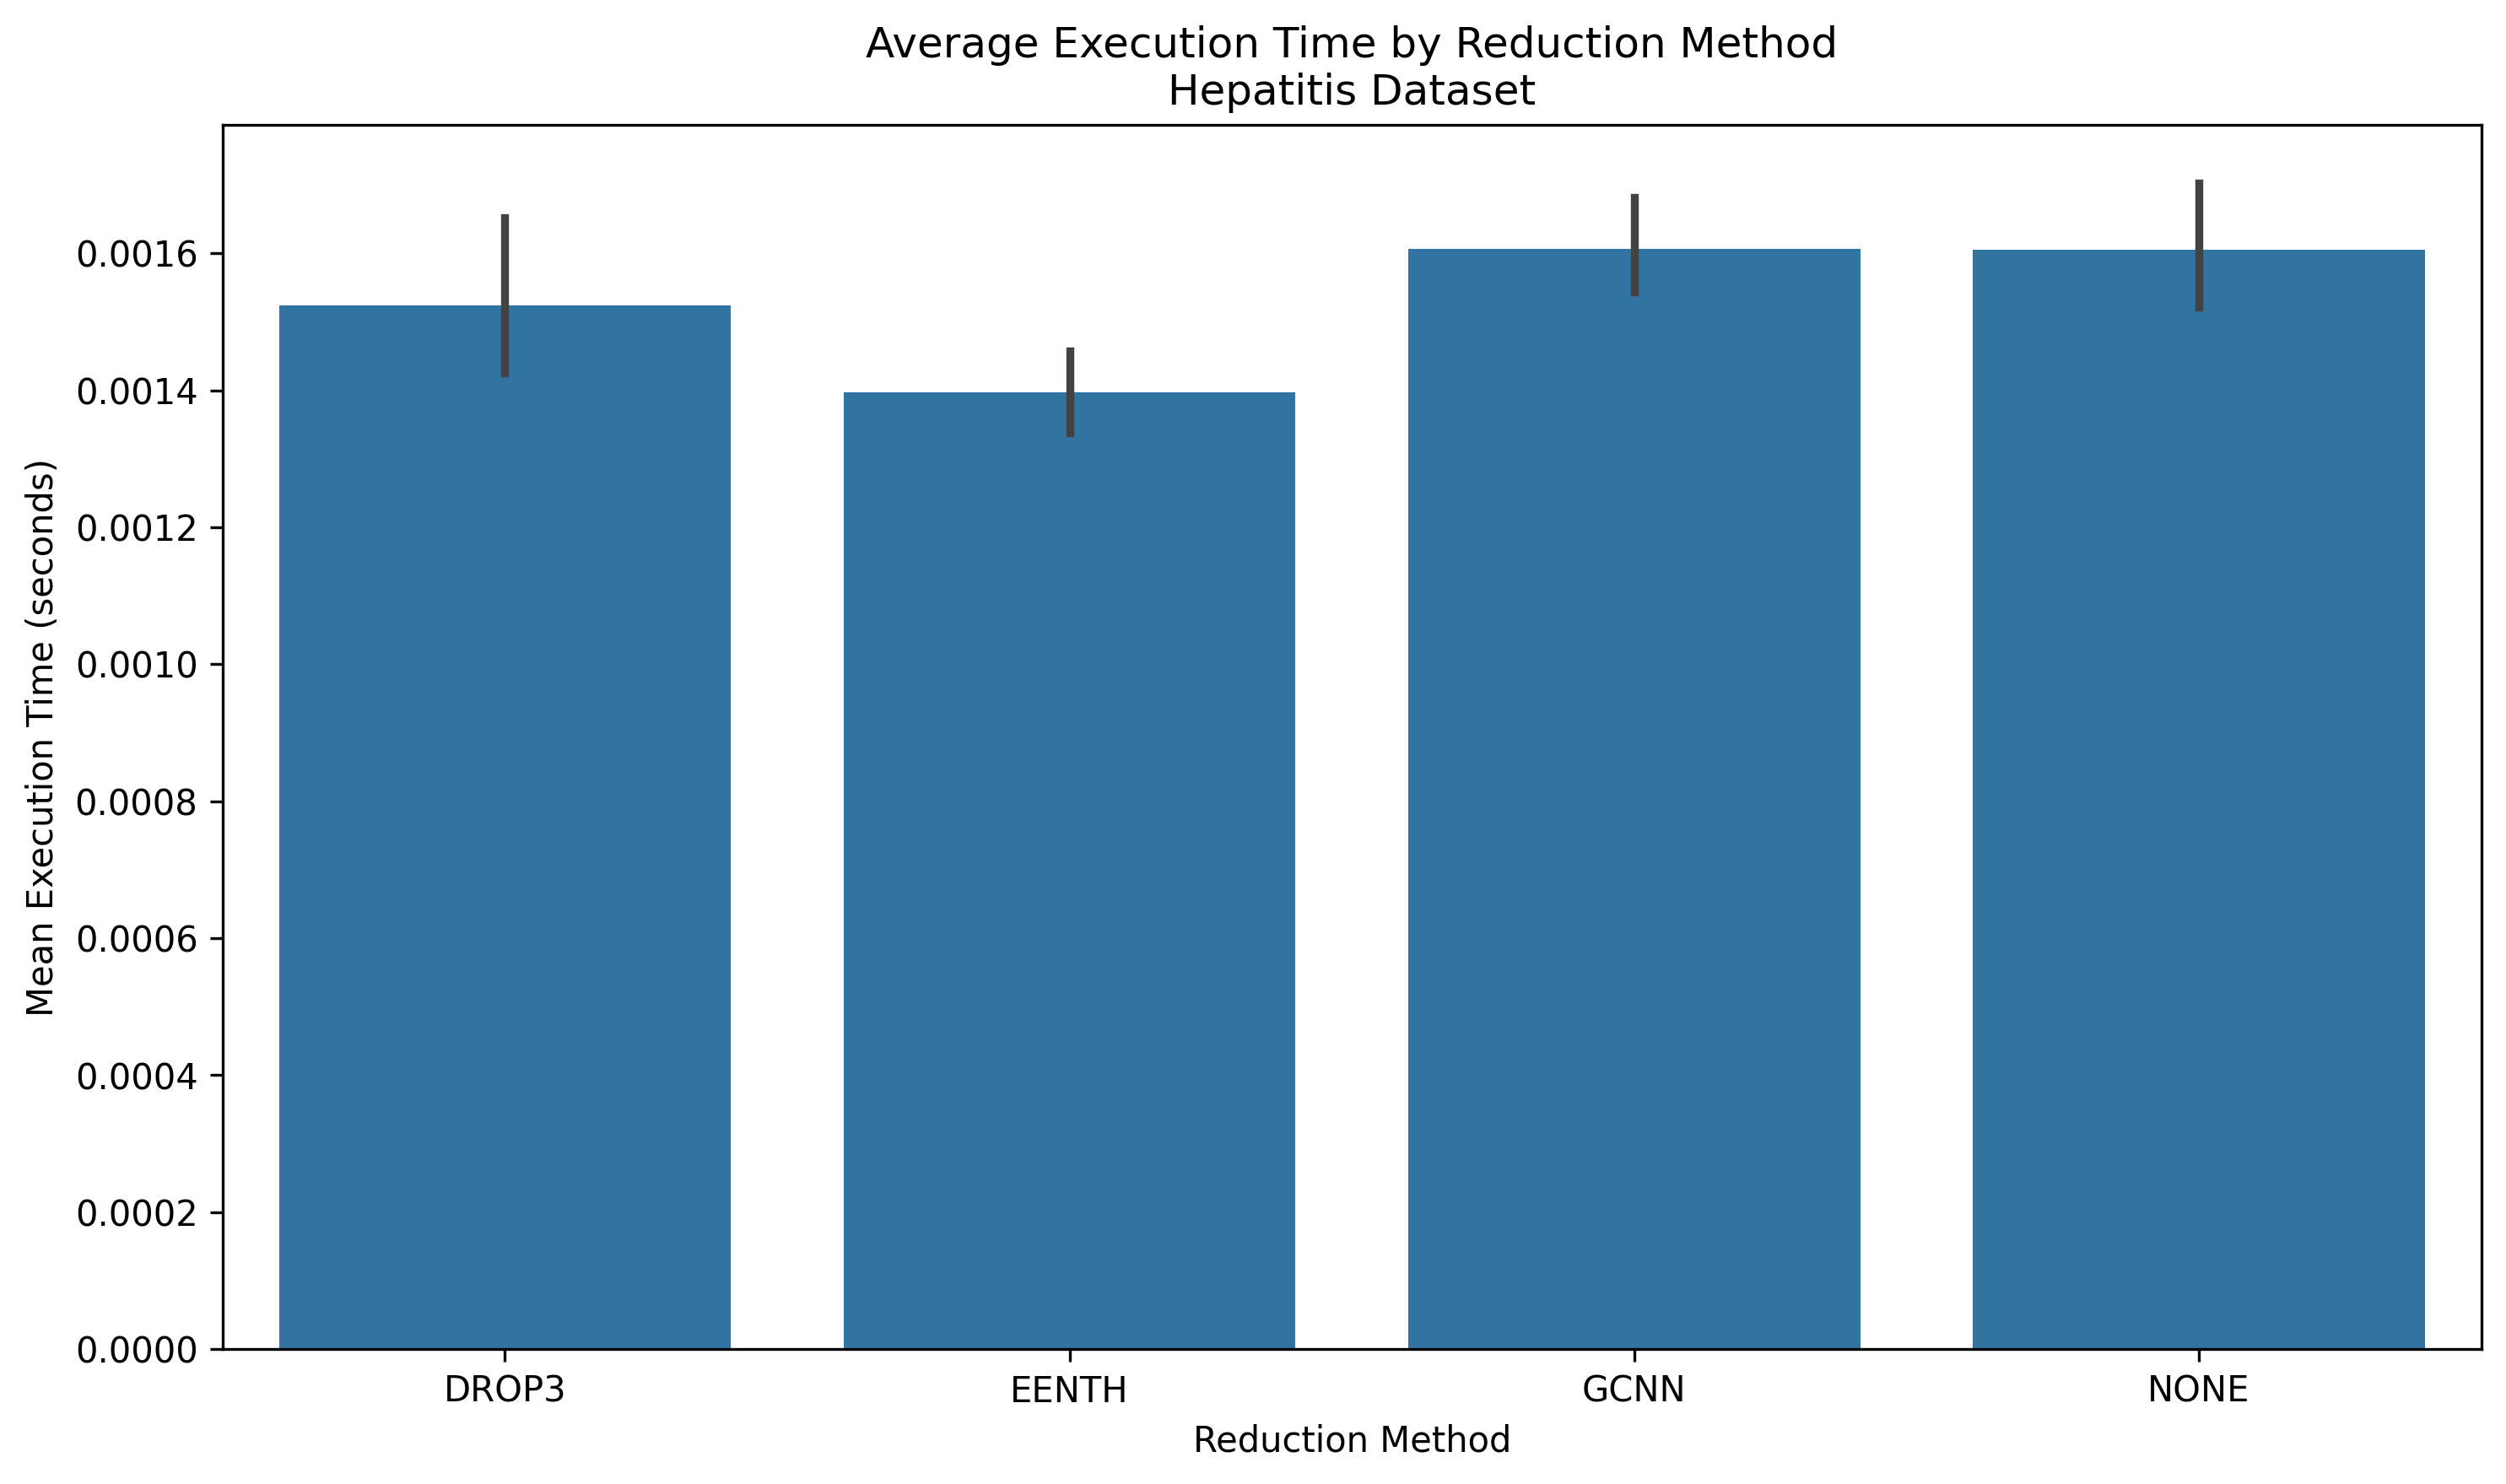 Average Execution Time by Reduction Method
Hepatitis Dataset
Mean Execution Time (seconds)
0.0016
0.0014
0.0012
0.0010
0.0008
0.0006
0.0004
0.0002
0.0000
DROP3
EENTH
GCNN
NONE
Reduction Method